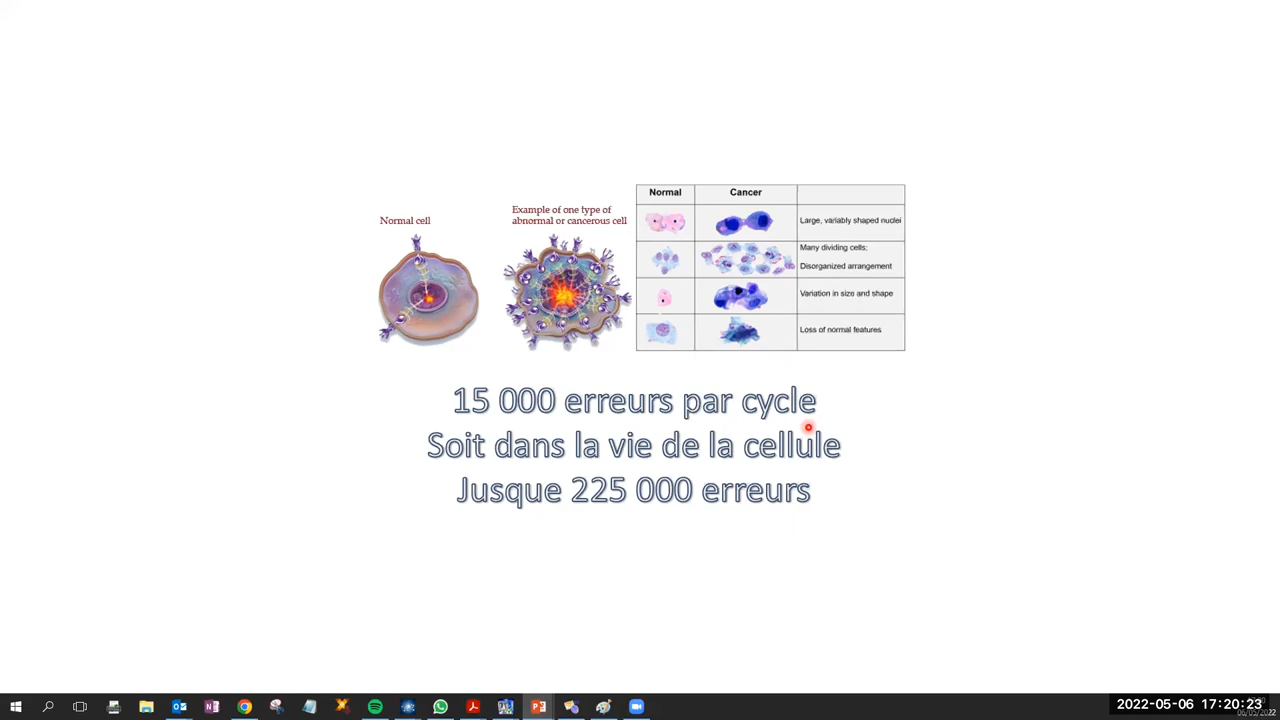 Normal cell
Example of one type of
abnormal or cancerous cell
Normal Cancer
Large, variably shaped nuclei
Many dividing cells;
Disorganized arrangement
Variation in size and shape
Loss of normal features
15 000 erreurs par cycle
Soit dans la vie de la cellule
Jusque 225 000 erreurs
2022-05-06 17:20:23